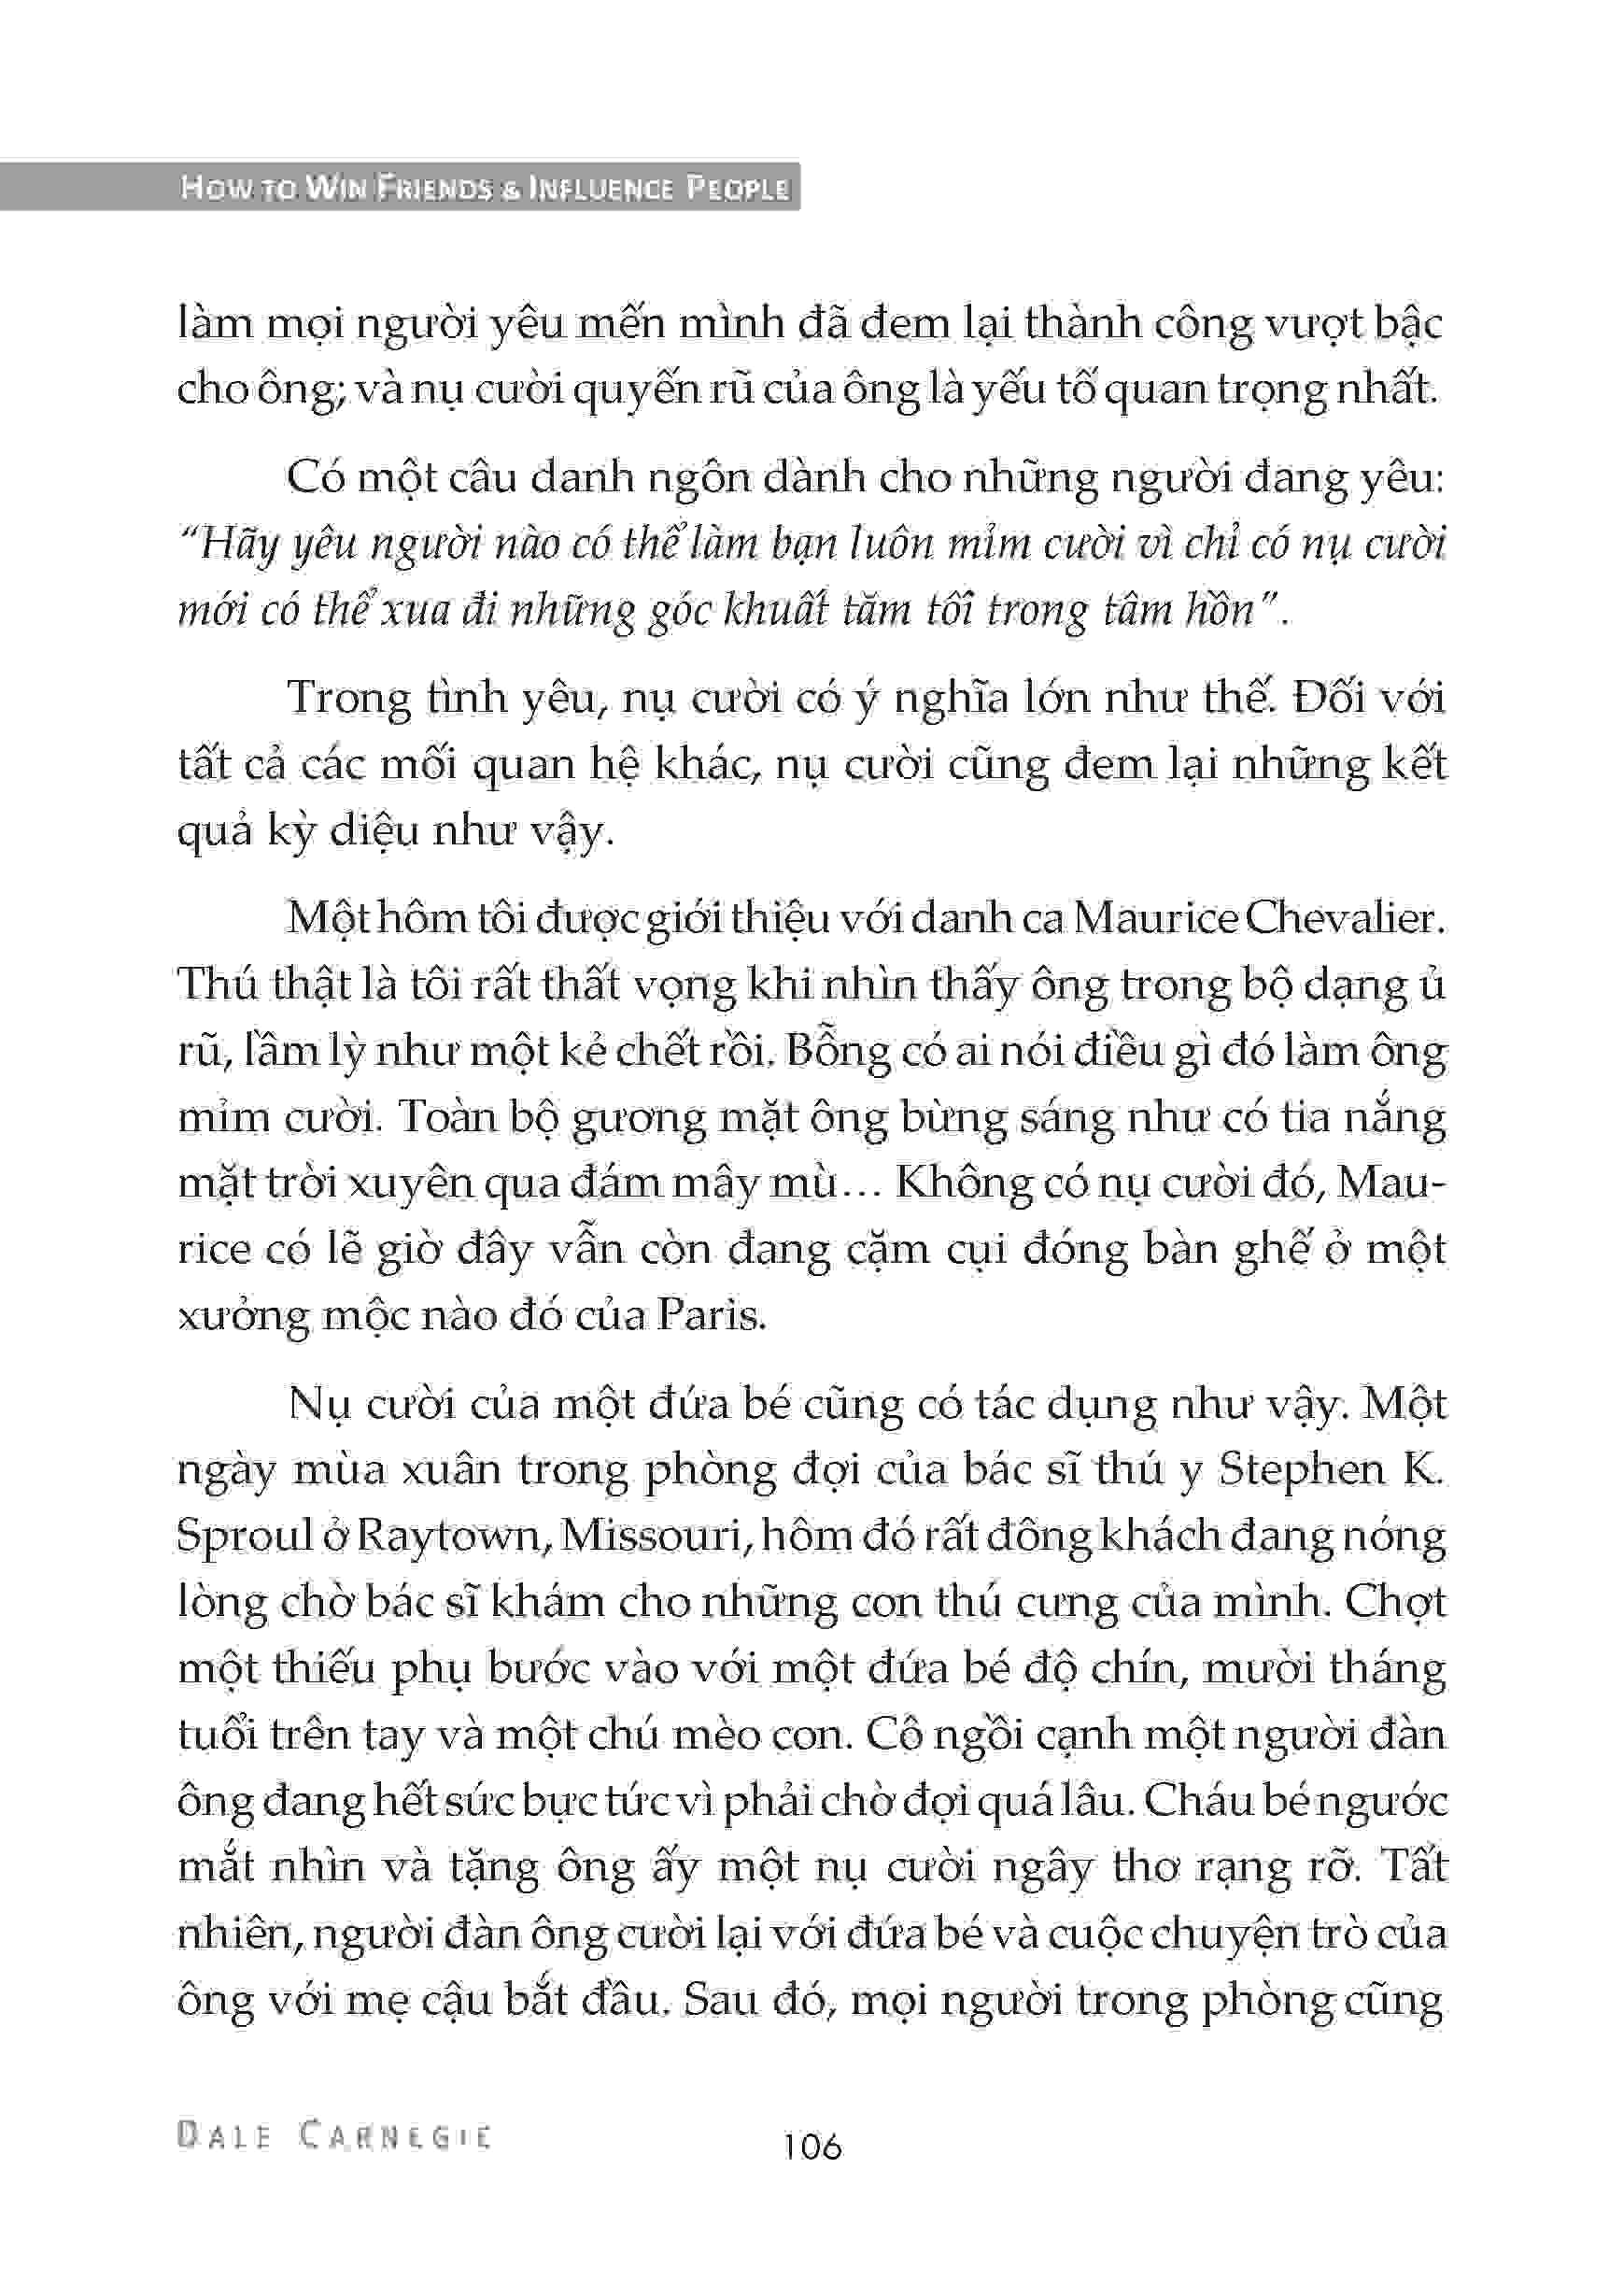 HOW TO WIN FRIENDS & INFLUENCE PEOPLE
làm mọi người yêu mến mình đã đem lại thành công vượt bậc
cho ông; và nụ cười quyến rũ của ông là yếu tố quan trọng nhất.
Có một câu danh ngôn dành cho những người đang yêu:
“Hãy yêu người nào có thể làm bạn luôn mỉm cười vì chỉ có nụ cười
mới có thể xua đi những góc khuất tăm tối trong tâm hồn”.
Trong tình yêu, nụ cười có ý nghĩa lớn như thế. Đối với
tất cả các mối quan hệ khác, nụ cười cũng đem lại những kết
quả kỳ diệu như vậy.
Một hôm tôi được giới thiệu với danh ca Maurice Chevalier.
Thú thật là tôi rất thất vọng khi nhìn thấy ông trong bộ dạng ủ
rũ, lầm lỳ như một kẻ chết rồi. Bỗng có ai nói điều gì đó làm ông
mỉm cười. Toàn bộ gương mặt ông bừng sáng như có tia nắng
mặt trời xuyên qua đám mây mù… Không có nụ cười đó, Mau-
rice có lẽ giờ đây vẫn còn đang cặm cụi đóng bàn ghế ở một
xưởng mộc nào đó của Paris.
Nụ cười của một đứa bé cũng có tác dụng như vậy. Một
ngày mùa xuân trong phòng đợi của bác sĩ thú y Stephen K.
Sproul ở Raytown, Missouri, hôm đó rất đông khách đang nóng
lòng chờ bác sĩ khám cho những con thú cưng của mình. Chợt
một thiếu phụ bước vào với một đứa bé độ chín, mười tháng
tuổi trên tay và một chú mèo con. Cô ngồi cạnh một người đàn
ông đang hết sức bực tức vì phải chờ đợi quá lâu. Cháu bé ngước
mắt nhìn và tặng ông ấy một nụ cười ngây thơ rạng rỡ. Tất
nhiên, người đàn ông cười lại với đứa bé và cuộc chuyện trò của
ông với mẹ cậu bắt đầu. Sau đó, mọi người trong phòng cũng
DALE CARNEGIE
106